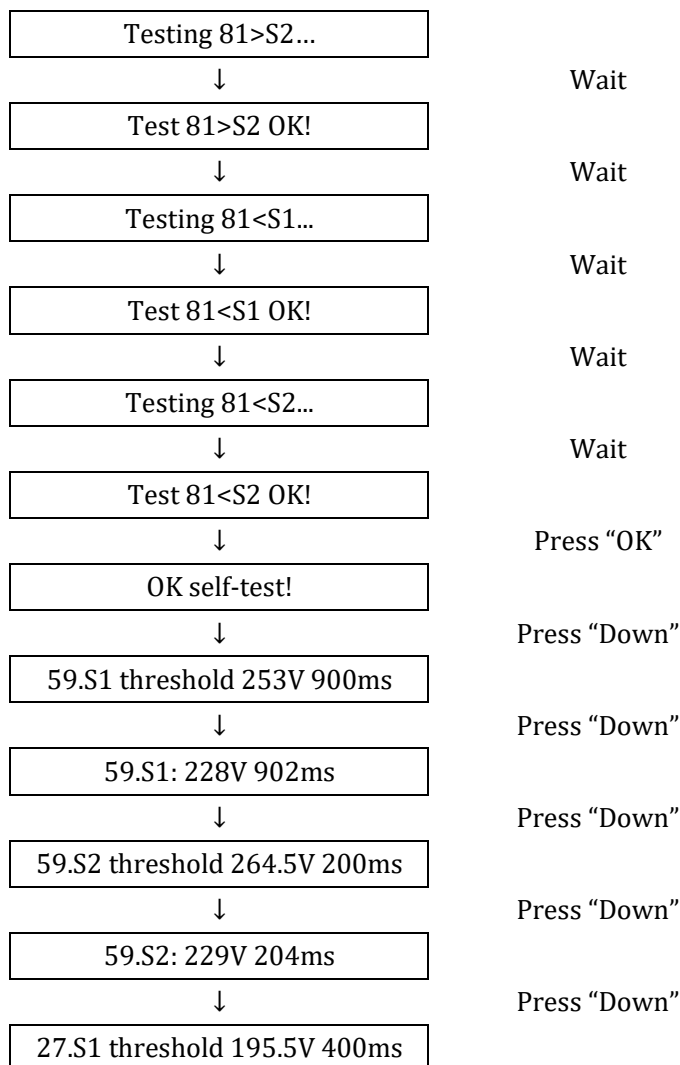 Testing 81>S2...
↓ Wait
Test 81>S2 OK!
↓ Wait
Testing 81<S1...
↓ Wait
Test 81<S1 OK!
↓ Wait
Testing 81<S2...
↓ Wait
Test 81<S2 OK!
↓ Press “OK”
OK self-test!
↓ Press “Down”
59.S1 threshold 253V 900ms
↓ Press “Down”
59.S1: 228V 902ms
↓ Press “Down”
59.S2 threshold 264.5V 200ms
↓ Press “Down”
59.S2: 229V 204ms
↓ Press “Down”
27.S1 threshold 195.5V 400ms